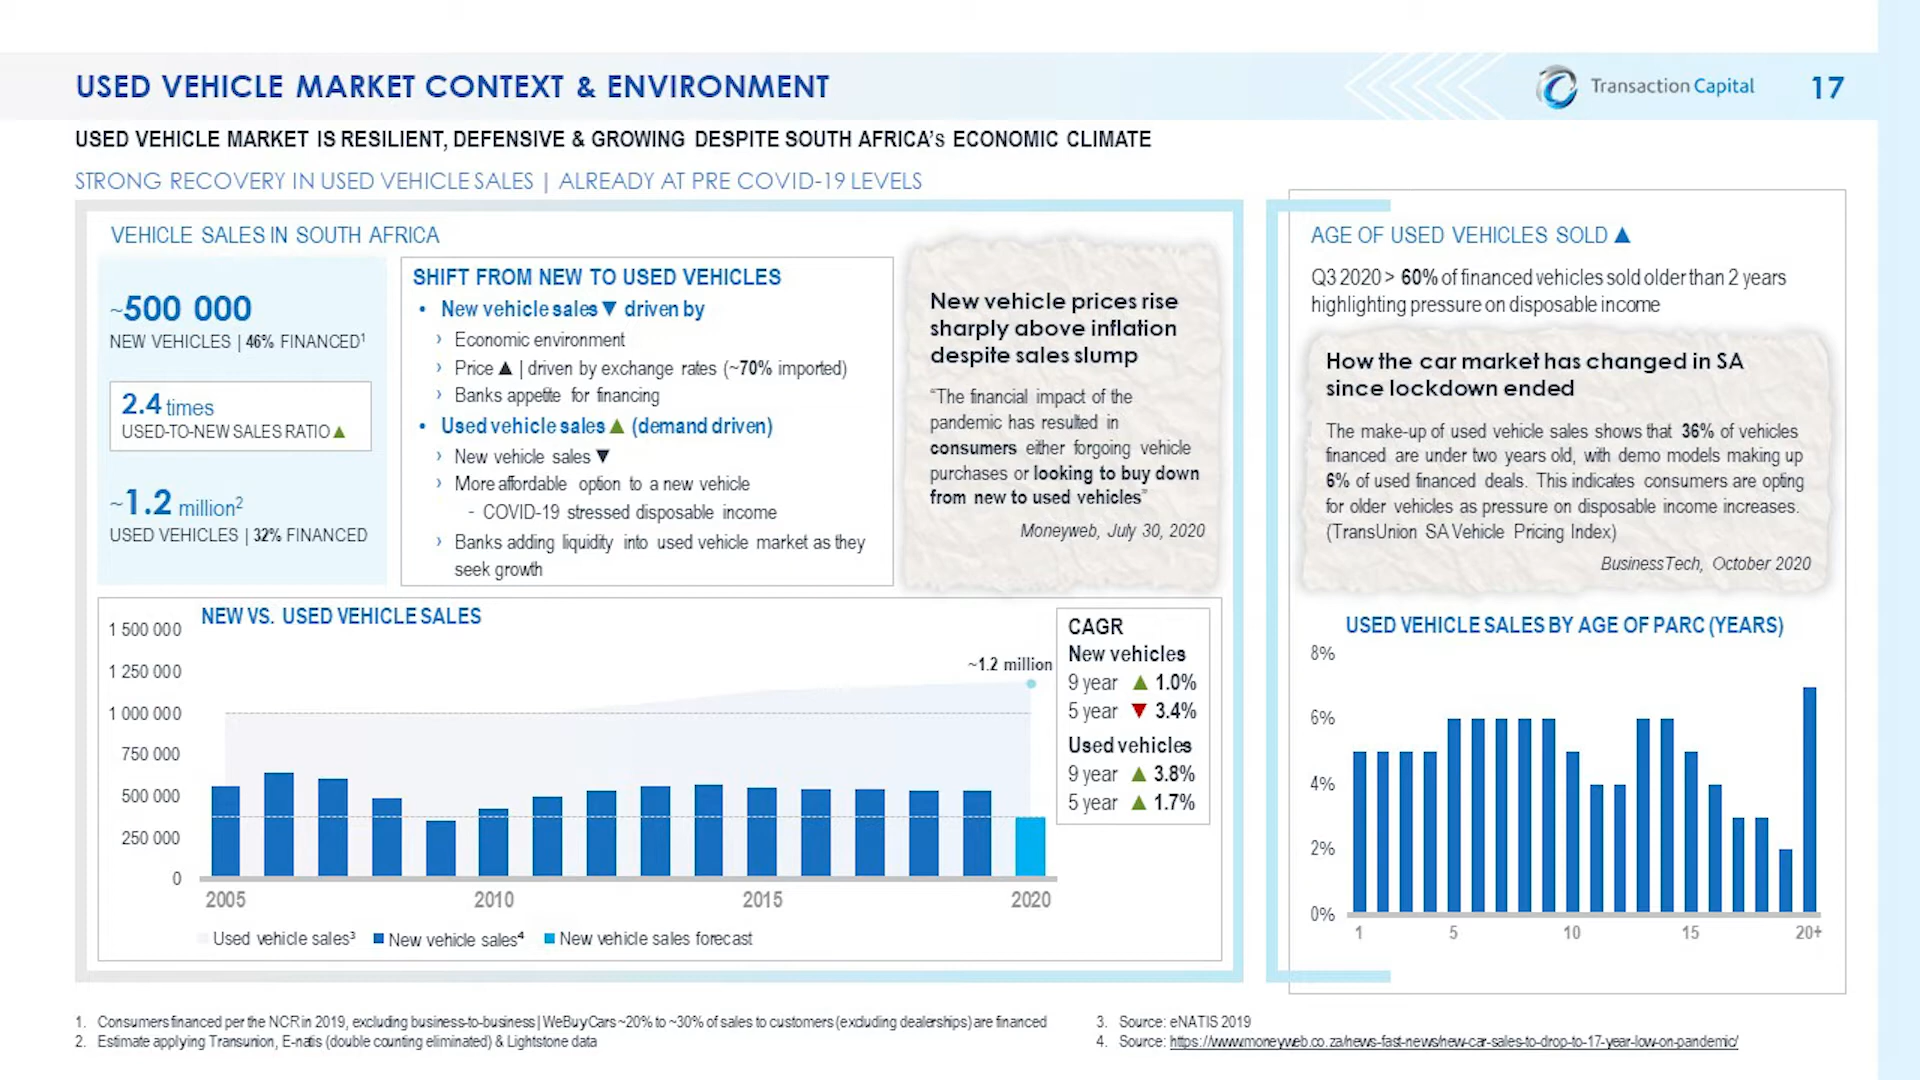 USED VEHICLE MARKET CONTEXT & ENVIRONMENT
Transaction Capital
17
USED VEHICLE MARKET IS RESILIENT, DEFENSIVE & GROWING DESPITE SOUTH AFRICA's ECONOMIC CLIMATE
STRONG RECOVERY IN USED VEHICLE SALES | ALREADY AT PRE COVID-19 LEVELS
VEHICLE SALES IN SOUTH AFRICA
~500 000
NEW VEHICLES | 46% FINANCED¹
2.4 times
USED-TO-NEW SALES RATIO ▲
~1.2 million²
USED VEHICLES | 32% FINANCED
SHIFT FROM NEW TO USED VEHICLES
• New vehicle sales ▼ driven by
› Economic environment
› Price ▲ | driven by exchange rates (~70% imported)
› Banks appetite for financing
• Used vehicle sales ▲ (demand driven)
› New vehicle sales ▼
› More affordable option to a new vehicle
- COVID-19 stressed disposable income
› Banks adding liquidity into used vehicle market as they
seek growth
New vehicle prices rise
sharply above inflation
despite sales slump
“The financial impact of the
pandemic has resulted in
consumers either forgoing vehicle
purchases or looking to buy down
from new to used vehicles”
Moneyweb, July 30, 2020
NEW VS. USED VEHICLE SALES
1 500 000
1 250 000
1 000 000
750 000
500 000
250 000
0
~1.2 million
2005
2010
2015
2020
Used vehicle sales³
New vehicle sales⁴
New vehicle sales forecast
CAGR
New vehicles
9 year ▲ 1.0%
5 year ▼ 3.4%
Used vehicles
9 year ▲ 3.8%
5 year ▲ 1.7%
AGE OF USED VEHICLES SOLD ▲
Q3 2020 > 60% of financed vehicles sold older than 2 years
highlighting pressure on disposable income
How the car market has changed in SA
since lockdown ended
The make-up of used vehicle sales shows that 36% of vehicles
financed are under two years old, with demo models making up
6% of used financed deals. This indicates consumers are opting
for older vehicles as pressure on disposable income increases.
(TransUnion SA Vehicle Pricing Index)
BusinessTech, October 2020
USED VEHICLE SALES BY AGE OF PARC (YEARS)
8%
6%
4%
2%
0%
1
5
10
15
20+
1. Consumers financed per the NCR in 2019, excluding business-to-business | WeBuyCars ~20% to ~30% of sales to customers (excluding dealerships) are financed
2. Estimate applying Transunion, E-natis (double counting eliminated) & Lightstone data
3. Source: eNATIS 2019
4. Source: https://www.moneyweb.co.za/news-fast-news/new-car-sales-to-drop-to-17-year-low-on-pandemic/